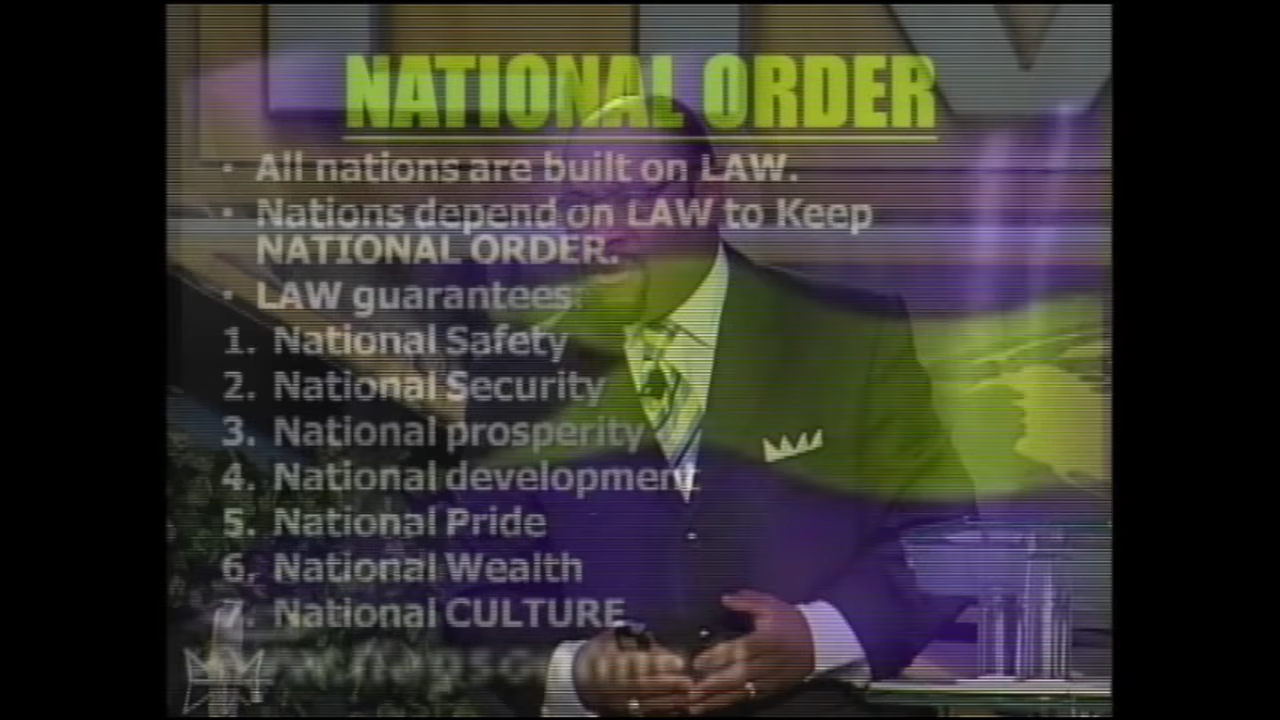 NATIONAL ORDER
· All nations are built on LAW.
· Nations depend on LAW to Keep
NATIONAL ORDER.
· LAW guarantees:
1. National Safety
2. National Security
3. National prosperity
4. National development
5. National Pride
6. National Wealth
7. National CULTURE